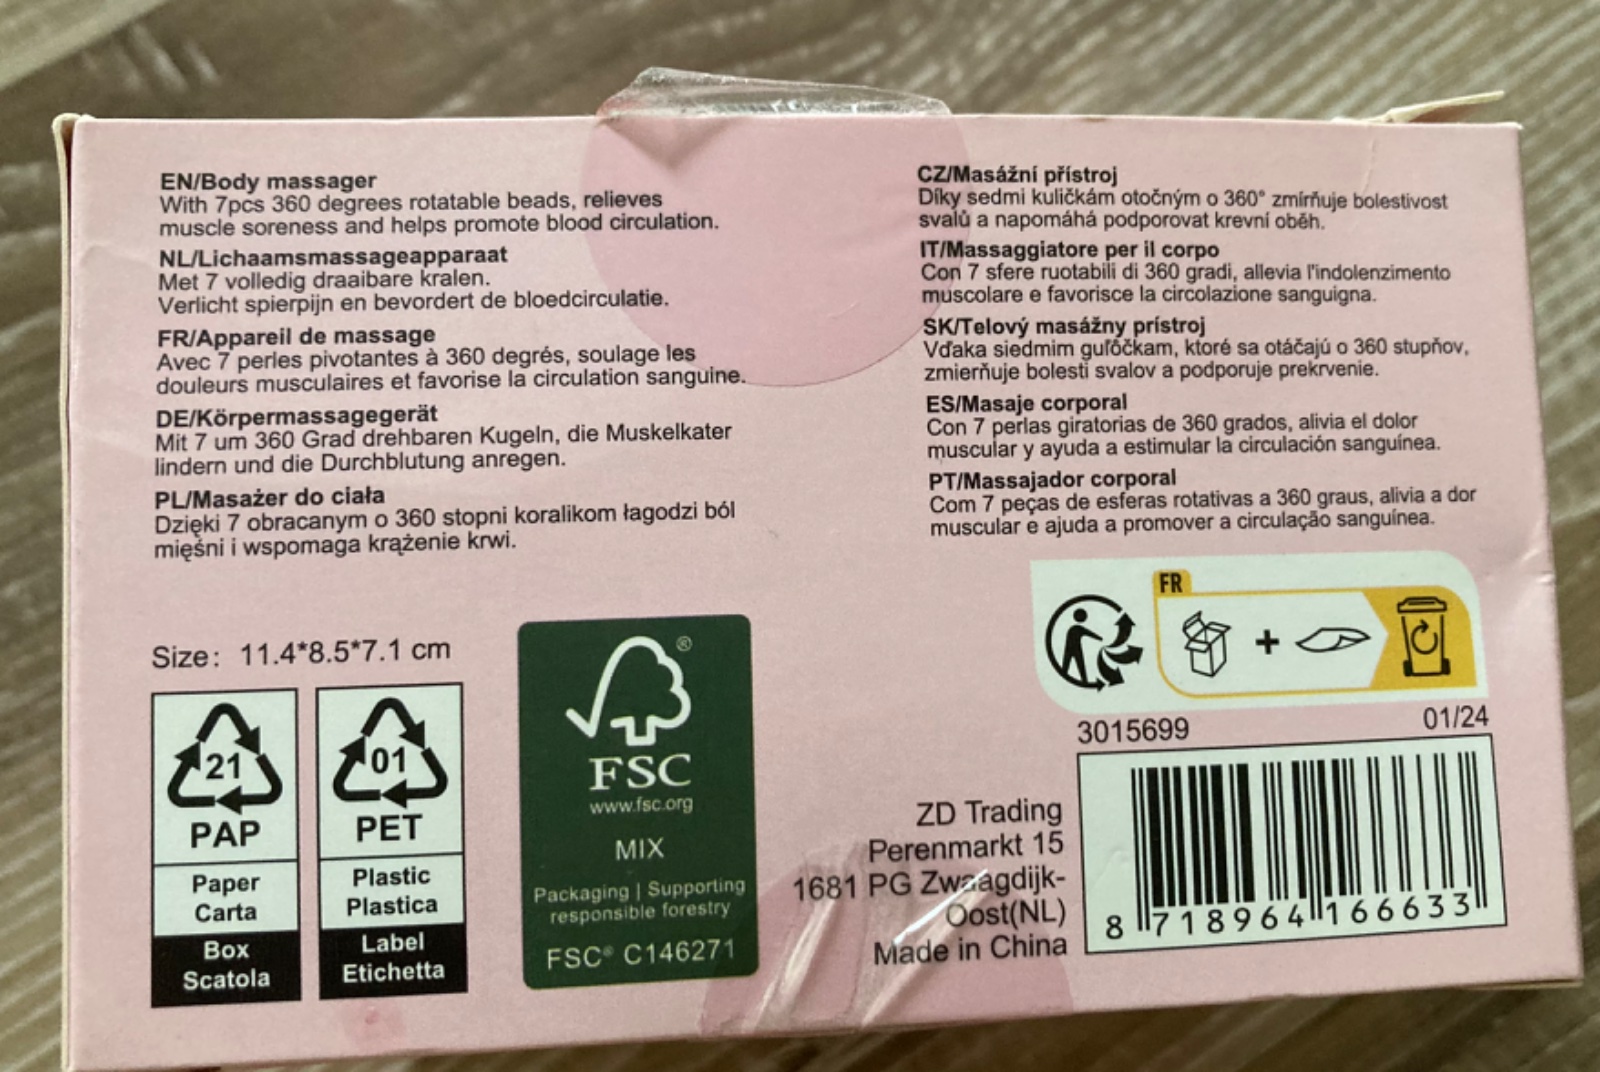 EN/Body massager
With 7pcs 360 degrees rotatable beads, relieves
muscle soreness and helps promote blood circulation.
NL/Lichaamsmassageapparaat
Met 7 volledig draaibare kralen.
Verlicht spierpijn en bevordert de bloedcirculatie.
FR/Appareil de massage
Avec 7 perles pivotantes à 360 degrés, soulage les
douleurs musculaires et favorise la circulation sanguine.
DE/Körpermassagegerät
Mit 7 um 360 Grad drehbaren Kugeln, die Muskelkater
lindern und die Durchblutung anregen.
PL/Masażer do ciała
Dzięki 7 obracanym o 360 stopni koralikom łagodzi ból
mięśni i wspomaga krążenie krwi.
CZ/Masážní přístroj
Díky sedmi kuličkám otočným o 360° zmírňuje bolestivost
svalů a napomáhá podporovat krevní oběh.
IT/Massaggiatore per il corpo
Con 7 sfere ruotabili di 360 gradi, allevia l'indolenzimento
muscolare e favorisce la circolazione sanguigna.
SK/Telový masážny prístroj
Vďaka siedmim guľôčkam, ktoré sa otáčajú o 360 stupňov,
zmierňuje bolesti svalov a podporuje prekrvenie.
ES/Masaje corporal
Con 7 perlas giratorias de 360 grados, alivia el dolor
muscular y ayuda a estimular la circulación sanguínea.
PT/Massajador corporal
Com 7 peças de esferas rotativas a 360 graus, alivia a dor
muscular e ajuda a promover a circulação sanguínea.
Size: 11.4*8.5*7.1 cm
21
PAP
Paper
Carta
Box
Scatola
01
PET
Plastic
Plastica
Label
Etichetta
®
FSC
www.fsc.org
MIX
Packaging | Supporting
responsible forestry
FSC® C146271
FR
+
3015699 01/24
ZD Trading
Perenmarkt 15
1681 PG Zwaagdijk-
Oost(NL)
Made in China
8 718964 166633